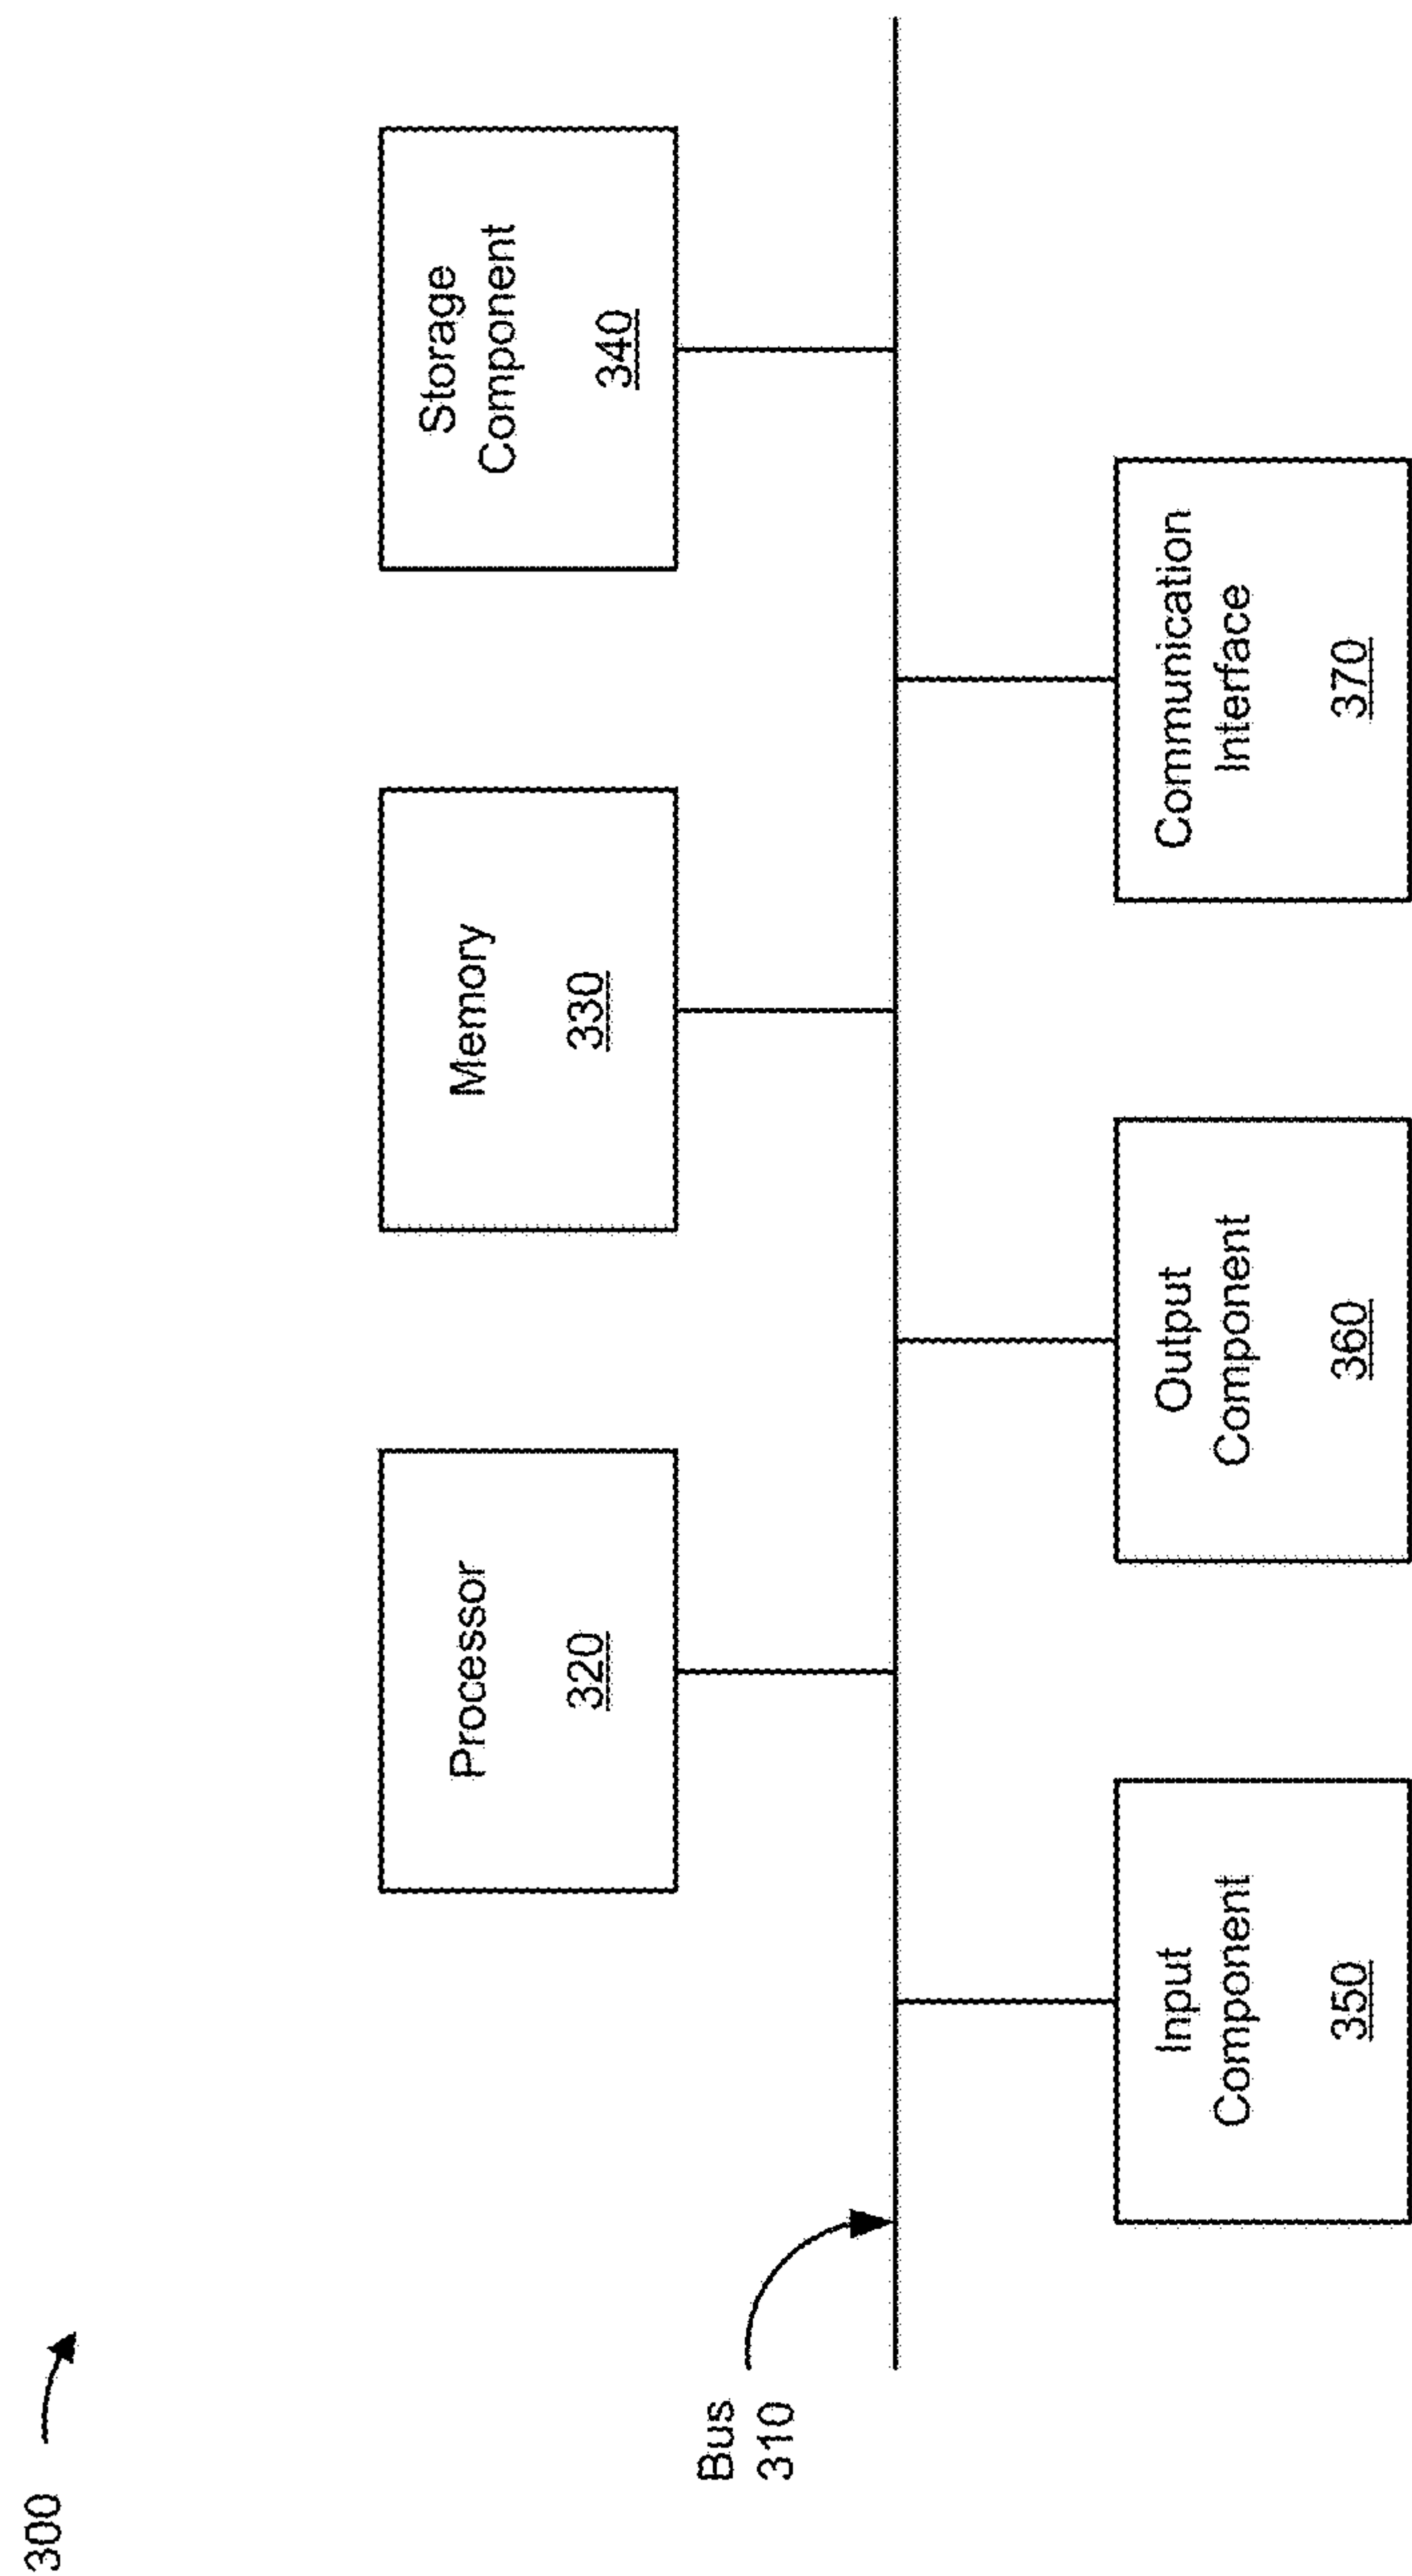 300
Processor
320
Memory
330
Storage
Component
340
Bus
310
Input
Component
350
Output
Component
360
Communication
Interface
370